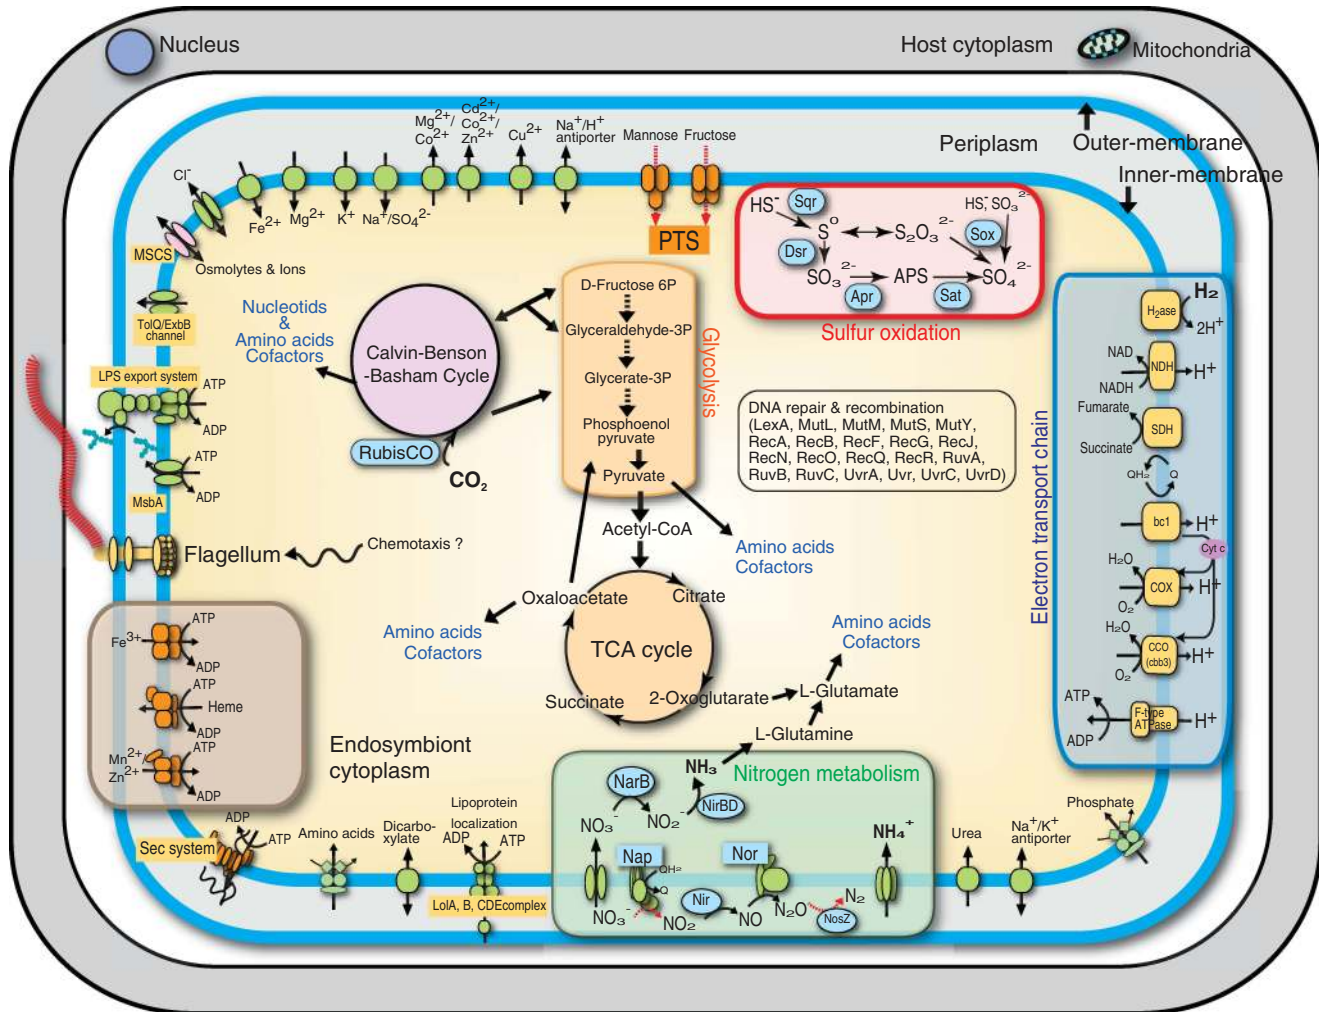 Nucleus
Host cytoplasm
Mitochondria
Periplasm
Outer-membrane
Inner-membrane
Cl-
Fe2+
Mg2+
K+
Na+/SO42-
Mg2+/
Co2+
Cd2+/
Co2+/
Zn2+
Cu2+
Na+/H+
antiporter
Mannose
Fructose
PTS
MSCS
Osmolytes & Ions
TolQ/ExbB
channel
LPS export system
ATP
ADP
ATP
ADP
MsbA
Flagellum
Chemotaxis ?
Nucleotids
&
Amino acids
Cofactors
Calvin-Benson
-Basham Cycle
RubisCO
CO2
D-Fructose 6P
Glyceraldehyde-3P
Glycerate-3P
Phosphoenol
pyruvate
Pyruvate
Glycolysis
Acetyl-CoA
Amino acids
Cofactors
Oxaloacetate
Citrate
TCA cycle
Succinate
2-Oxoglutarate
Amino acids
Cofactors
Amino acids
Cofactors
L-Glutamate
L-Glutamine
HS-
Sqr
S0
S2O32-
HS- SO32-
Sox
Dsr
SO32-
Apr
APS
Sat
SO42-
Sulfur oxidation
DNA repair & recombination
(LexA, MutL, MutM, MutS, MutY,
RecA, RecB, RecF, RecG, RecJ,
RecN, RecO, RecQ, RecR, RuvA,
RuvB, RuvC, UvrA, Uvr, UvrC, UvrD)
Electron transport chain
H2
H2ase
2H+
NAD
NDH
H+
NADH
Fumarate
SDH
Succinate
QH2
Q
bc1
H+
Cyt c
H2O
COX
H+
O2
H2O
CCO
(cbb3)
H+
O2
ATP
F-type
ATPase
H+
ADP
Fe3+
ATP
ADP
ATP
Heme
ADP
Mn2+/
Zn2+
ATP
ADP
Endosymbiont
cytoplasm
Sec system
ADP
ATP
Amino acids
Dicarbo-
xylate
Lipoprotein
localization
ADP
ATP
LolA, B, CDEcomplex
Nitrogen metabolism
NH3
NarB
NirBD
NO3-
NO2-
Nap
QH2
Q
NO3-
NO2
Nir
NO
Nor
N2O
NosZ
N2
NH4+
Urea
Na+/K+
antiporter
Phosphate